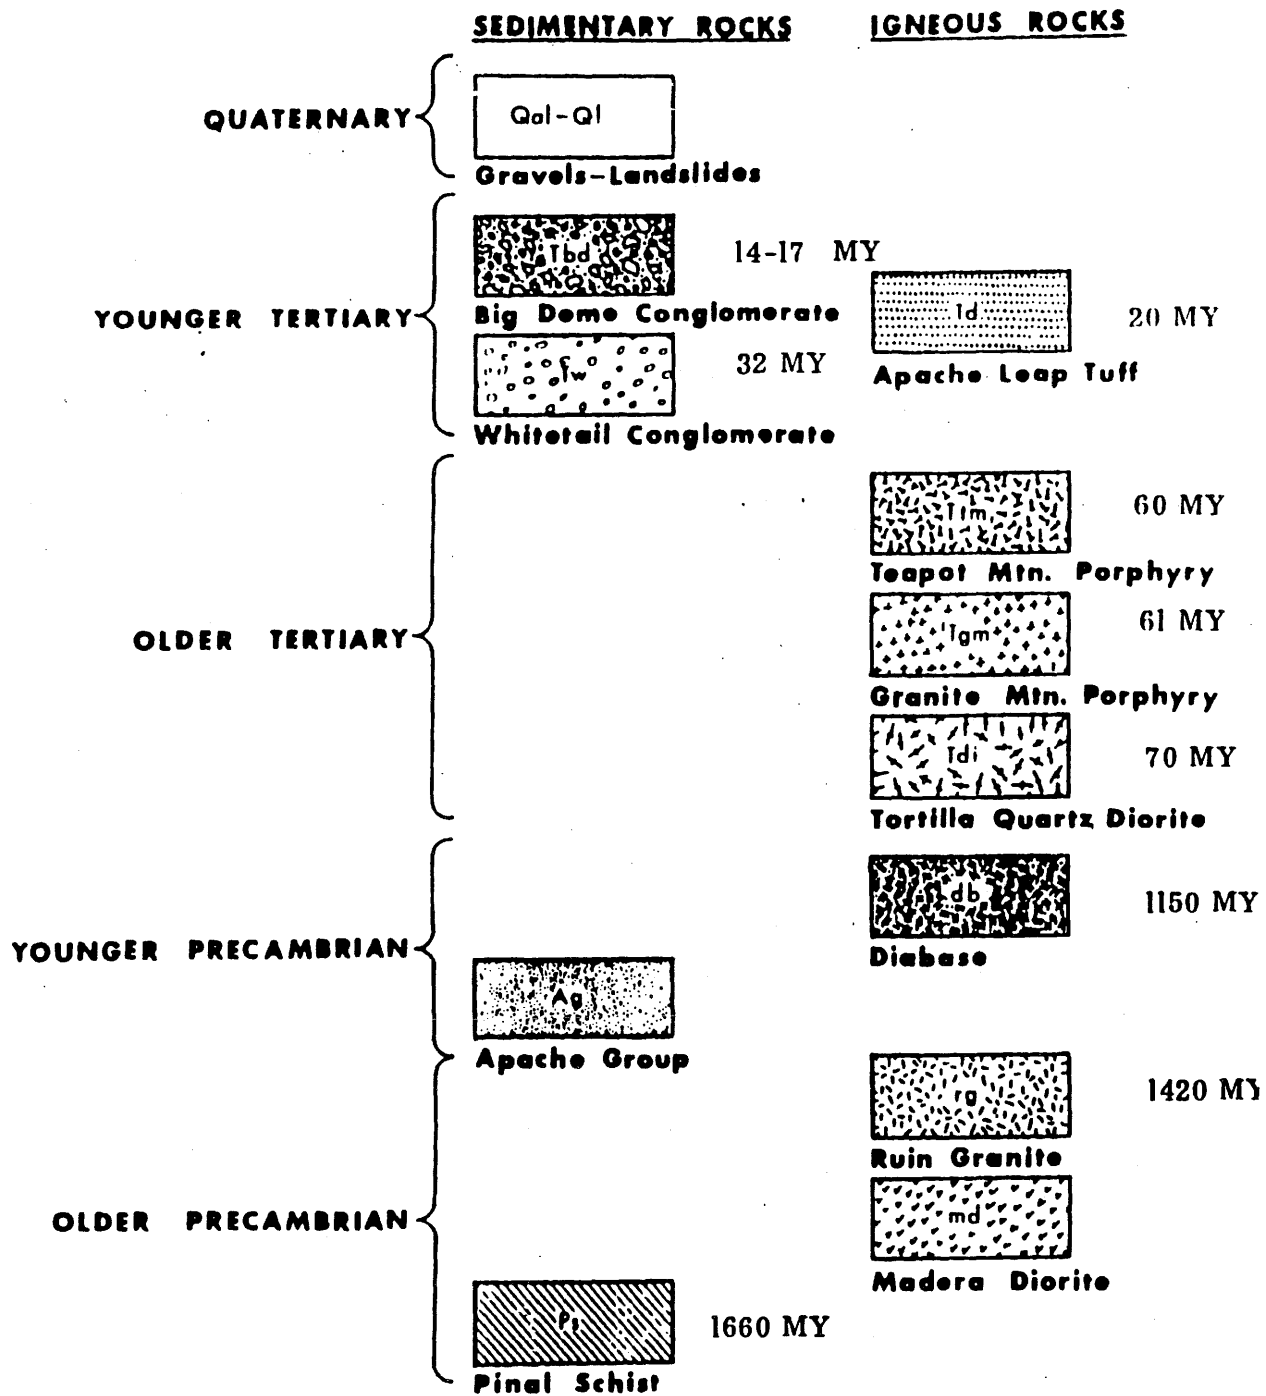 SEDIMENTARY ROCKS
IGNEOUS ROCKS
QUATERNARY
Qal-Ql
Gravels-Landslides
YOUNGER TERTIARY
Tbd
14-17 MY
Big Dome Conglomerate
Td
20 MY
Apache Leap Tuff
Tw
32 MY
Whitetail Conglomerate
OLDER TERTIARY
Ttm
60 MY
Teapot Mtn. Porphyry
Tgm
61 MY
Granite Mtn. Porphyry
Tdi
70 MY
Tortilla Quartz Diorite
YOUNGER PRECAMBRIAN
db
1150 MY
Diabase
Ag
Apache Group
OLDER PRECAMBRIAN
rg
1420 MY
Ruin Granite
md
Madera Diorite
Ps
1660 MY
Pinal Schist